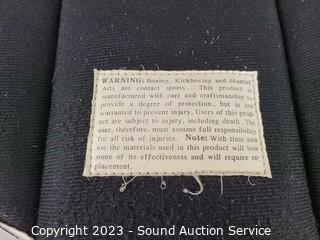 WARNING: Boxing, Kickboxing and Martial
Arts are contact sports. This product is
manufactured with care and craftsmanship to
provide a degree of protection, but is not
warranted to prevent injury. Users of this prod-
uct are subject to injury, including death. The
user, therefore, must assume full responsibility
for all risk of injuries. Note: With time and
use the materials used in this product will lose
some of its effectiveness and will require re-
placement.
Copyright 2023 - Sound Auction Service